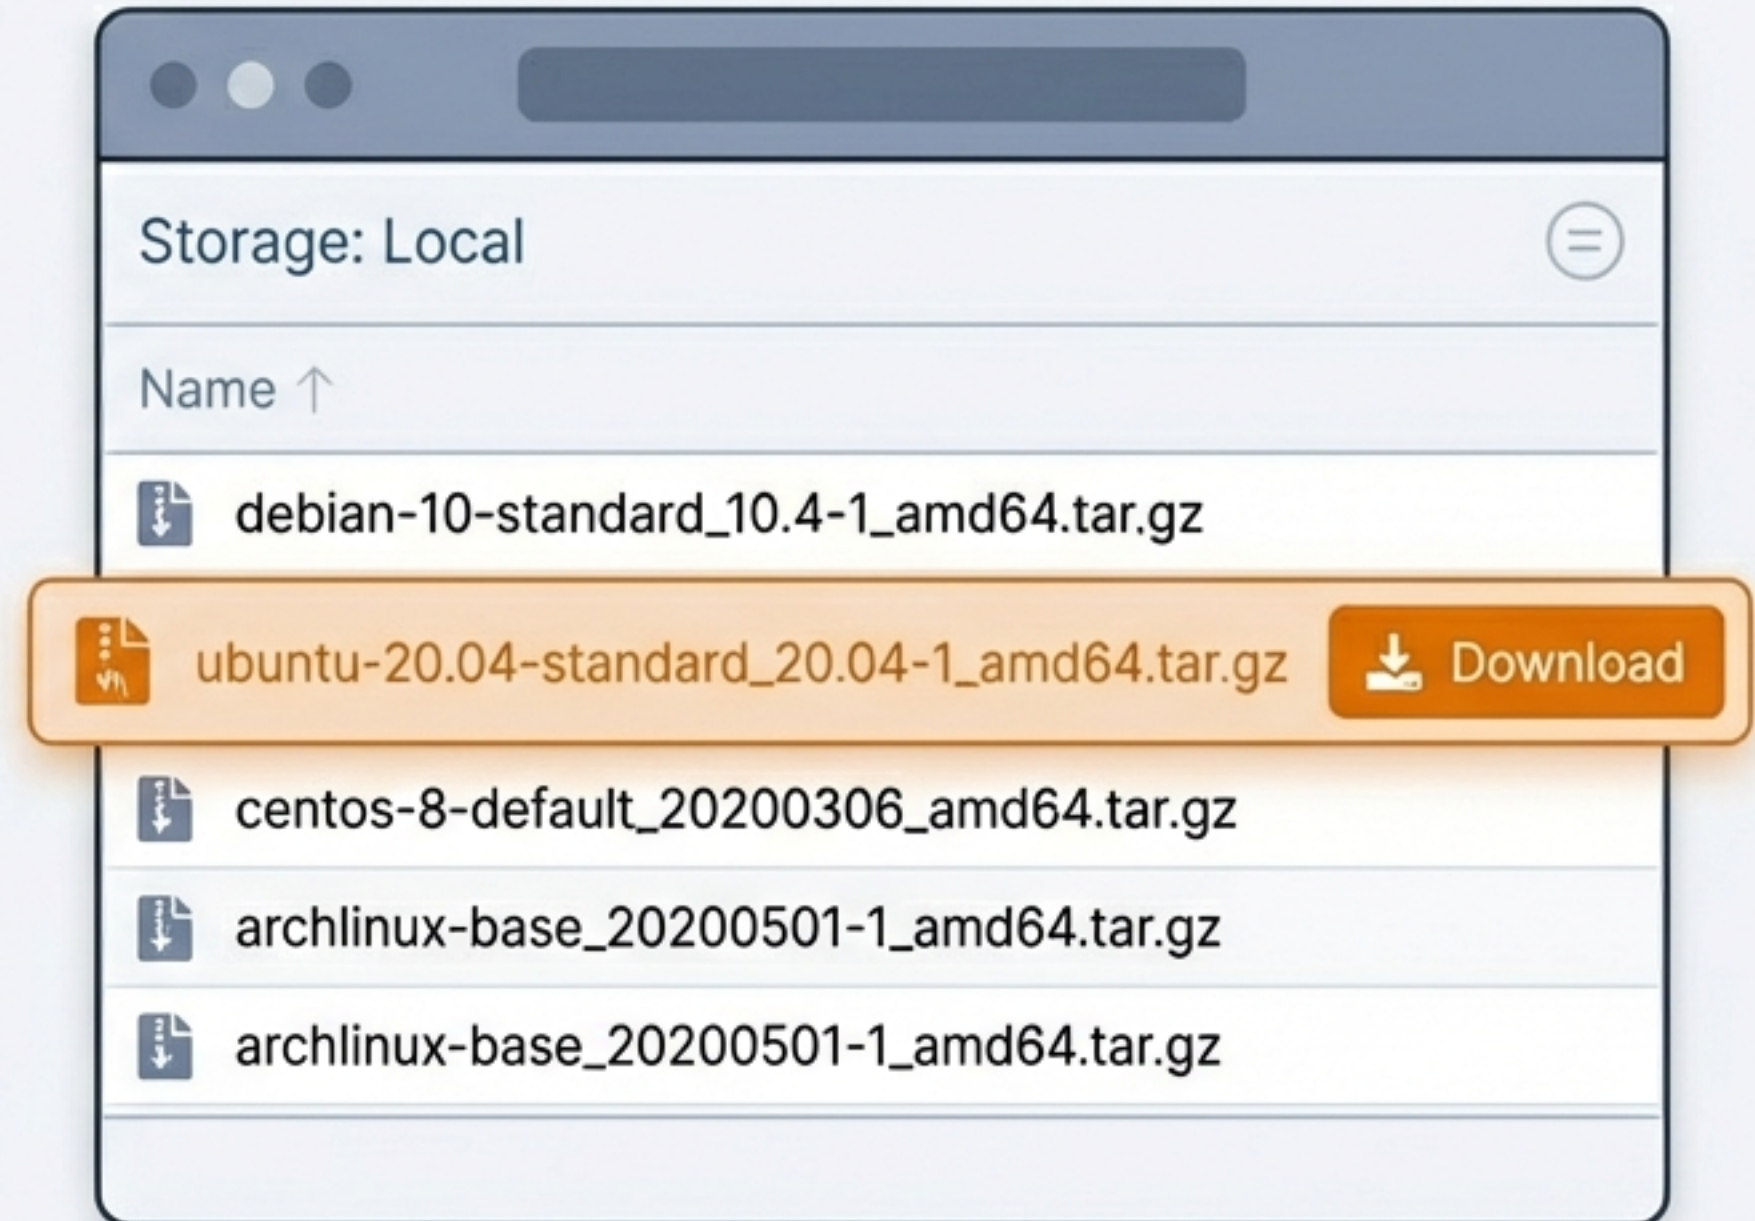 Storage: Local
Name ↑
debian-10-standard_10.4-1_amd64.tar.gz
ubuntu-20.04-standard_20.04-1_amd64.tar.gz Download
centos-8-default_20200306_amd64.tar.gz
archlinux-base_20200501-1_amd64.tar.gz
archlinux-base_20200501-1_amd64.tar.gz